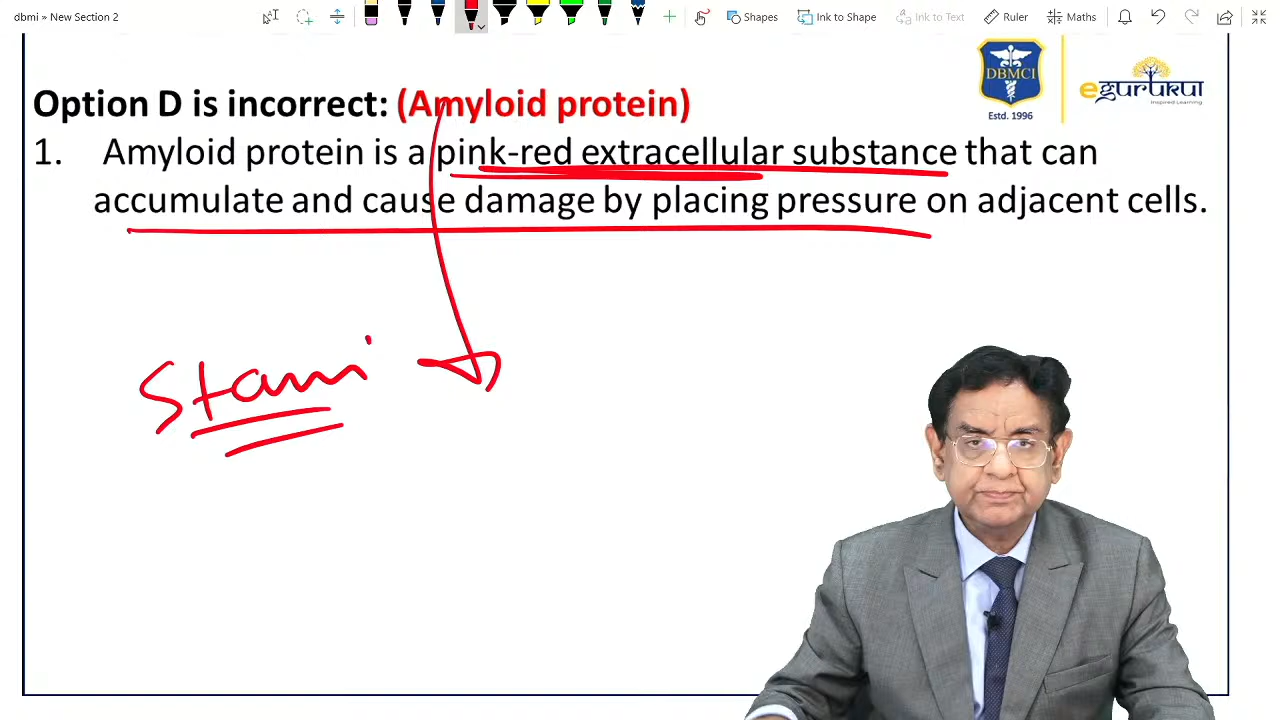 dbmi » New Section 2
Shapes
Ink to Shape
Ink to Text
Ruler
Maths
DBMCI
Estd. 1996
egurukul
Inspired Learning
Option D is incorrect: (Amyloid protein)
1. Amyloid protein is a pink-red extracellular substance that can
accumulate and cause damage by placing pressure on adjacent cells.